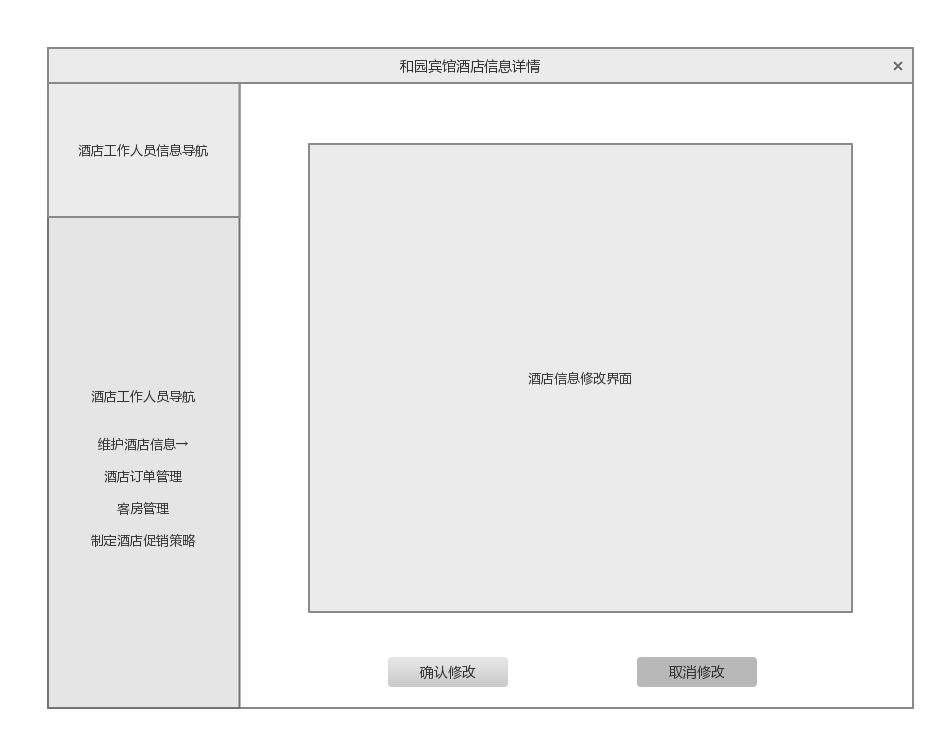 和园宾馆酒店信息详情
×
酒店工作人员信息导航
酒店工作人员导航
维护酒店信息→
酒店订单管理
客房管理
制定酒店促销策略
酒店信息修改界面
确认修改
取消修改